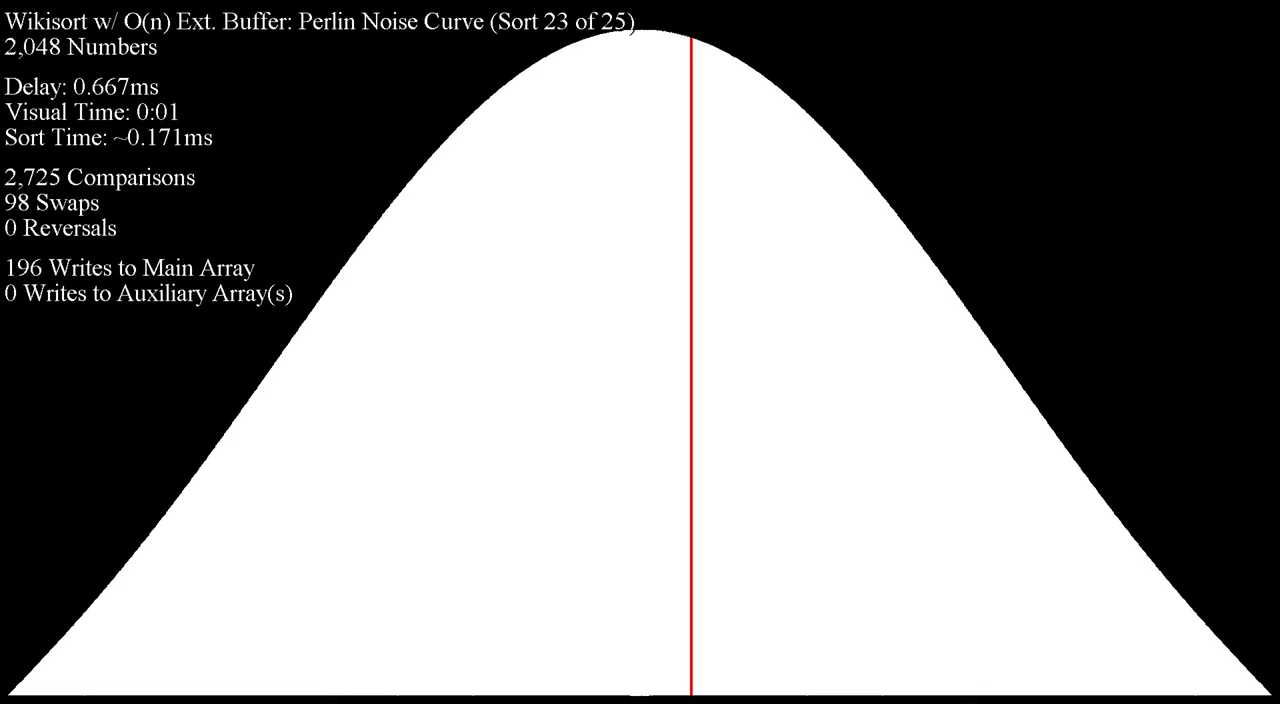 Wikisort w/ O(n) Ext. Buffer: Perlin Noise Curve (Sort 23 of 25)
2,048 Numbers
Delay: 0.667ms
Visual Time: 0:01
Sort Time: ~0.171ms
2,725 Comparisons
98 Swaps
0 Reversals
196 Writes to Main Array
0 Writes to Auxiliary Array(s)